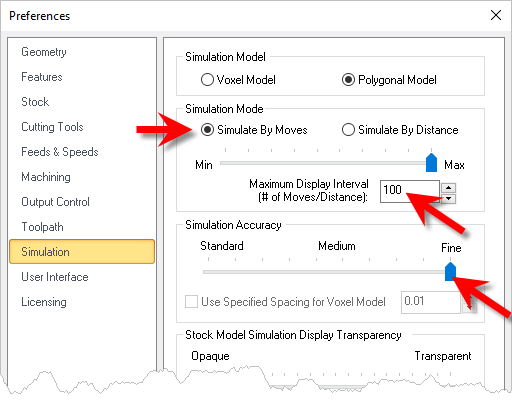 Preferences
Geometry
Features
Stock
Cutting Tools
Feeds & Speeds
Machining
Output Control
Toolpath
Simulation
User Interface
Licensing
Simulation Model
Voxel Model
Polygonal Model
Simulation Mode
Simulate By Moves
Simulate By Distance
Min
Max
Maximum Display Interval
(# of Moves/Distance):
100
Simulation Accuracy
Standard
Medium
Fine
Use Specified Spacing for Voxel Model
0.01
Stock Model Simulation Display Transparency
Opaque
Transparent